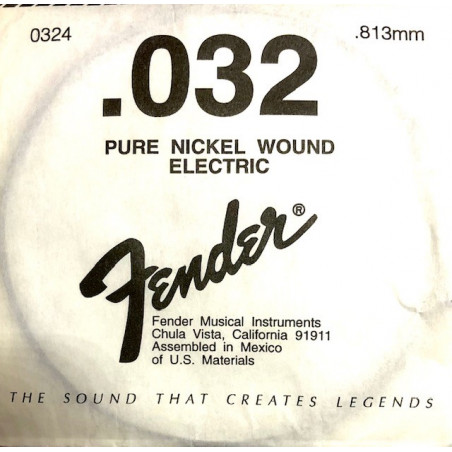 0324 .813mm
.032
PURE NICKEL WOUND
ELECTRIC
Fender®
Fender Musical Instruments
Chula Vista, California 91911
Assembled in Mexico
of U.S. Materials
THE SOUND THAT CREATES LEGENDS